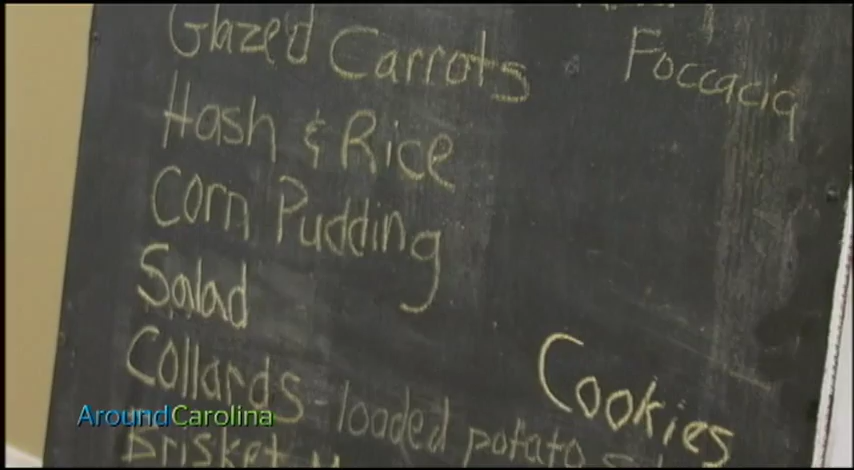 Glazed Carrots
Foccacia
Hash & Rice
Corn Pudding
Salad
Cookies
Collards
loaded potato
Brisket
AroundCarolina